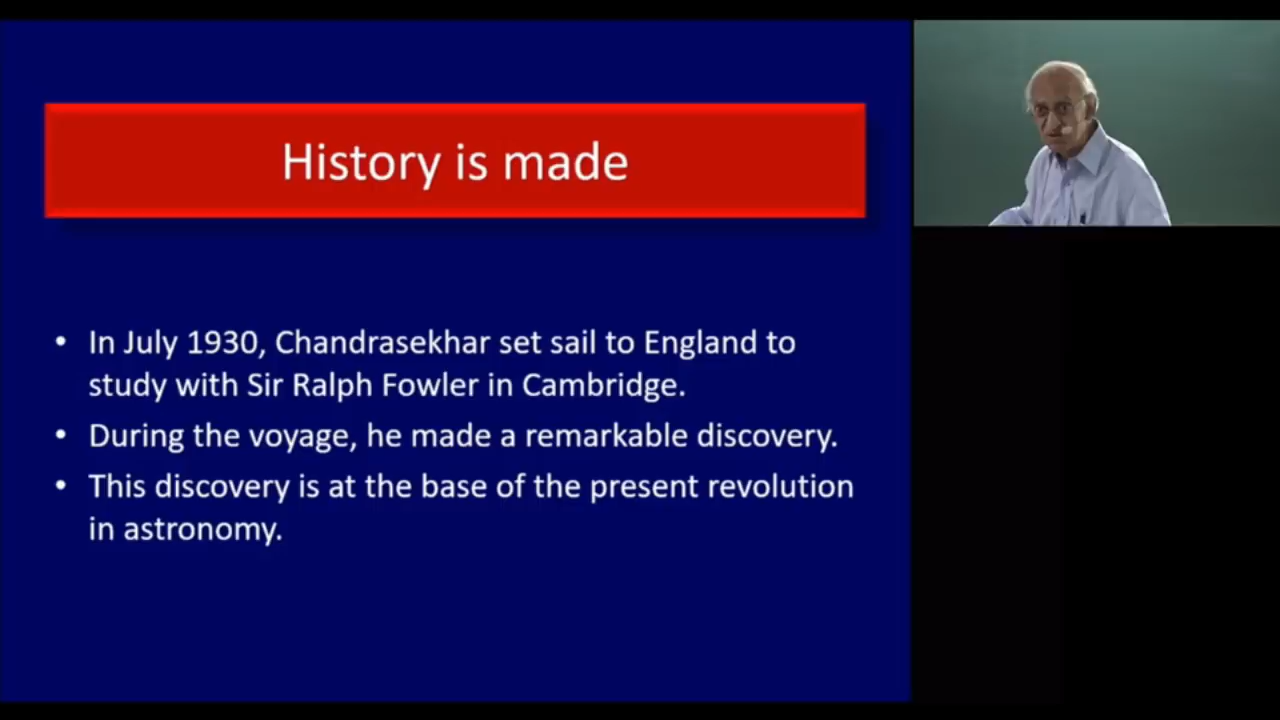 History is made
• In July 1930, Chandrasekhar set sail to England to
study with Sir Ralph Fowler in Cambridge.
• During the voyage, he made a remarkable discovery.
• This discovery is at the base of the present revolution
in astronomy.